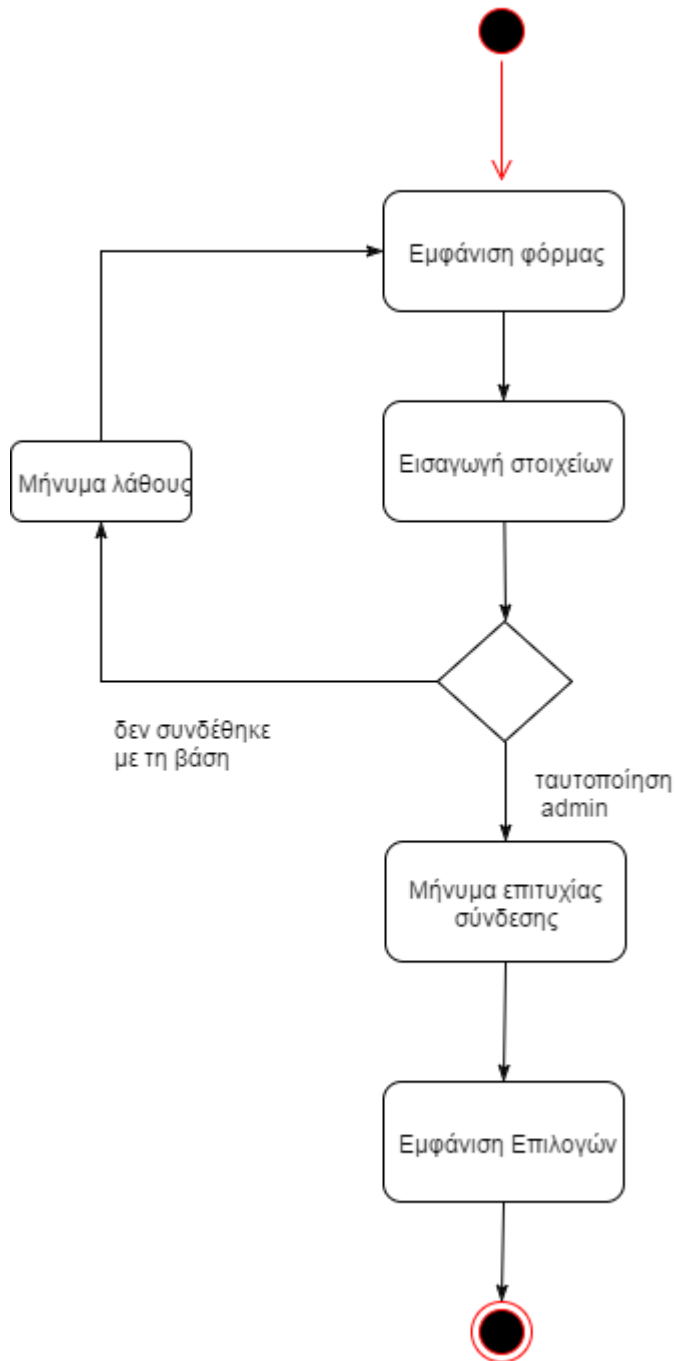 Εμφάνιση φόρμας
Εισαγωγή στοιχείων
Μήνυμα λάθους
δεν συνδέθηκε
με τη βάση
ταυτοποίηση
admin
Μήνυμα επιτυχίας
σύνδεσης
Εμφάνιση Επιλογών